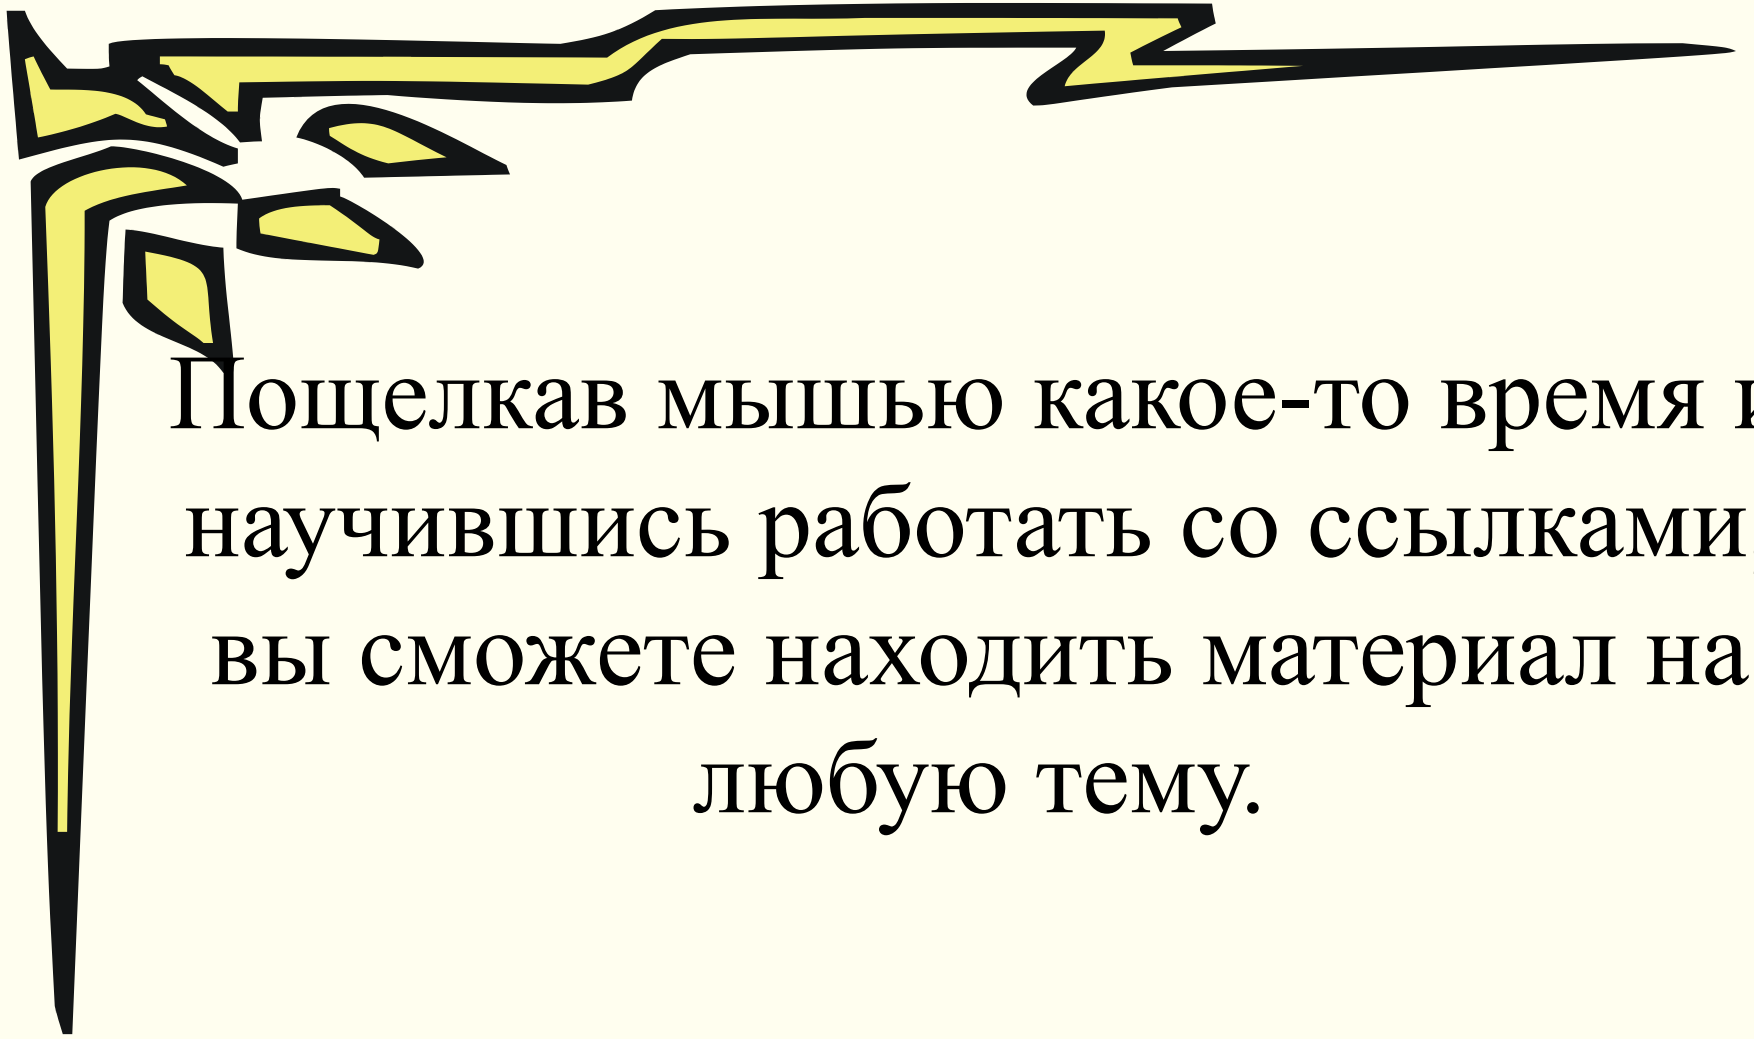 Пощелкав мышью какое-то время и
научившись работать со ссылками,
вы сможете находить материал на
любую тему.